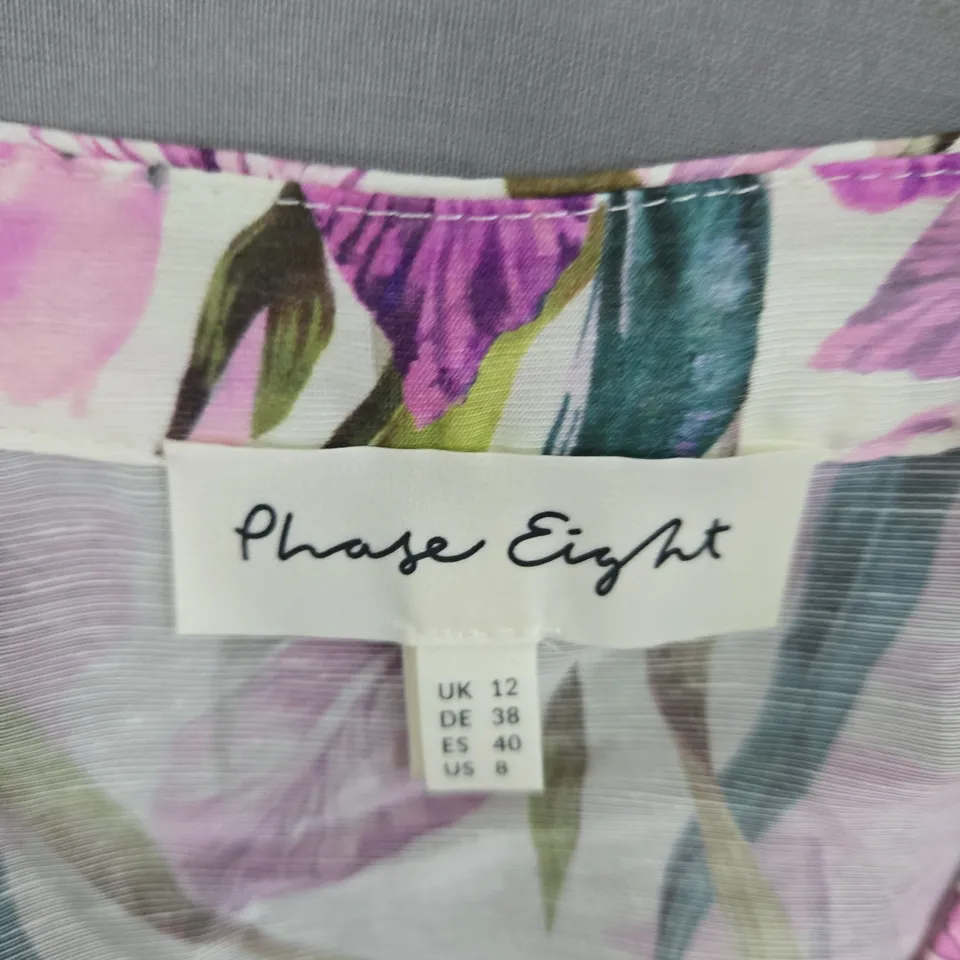 Phase Eight
UK 12
DE 38
ES 40
US 8